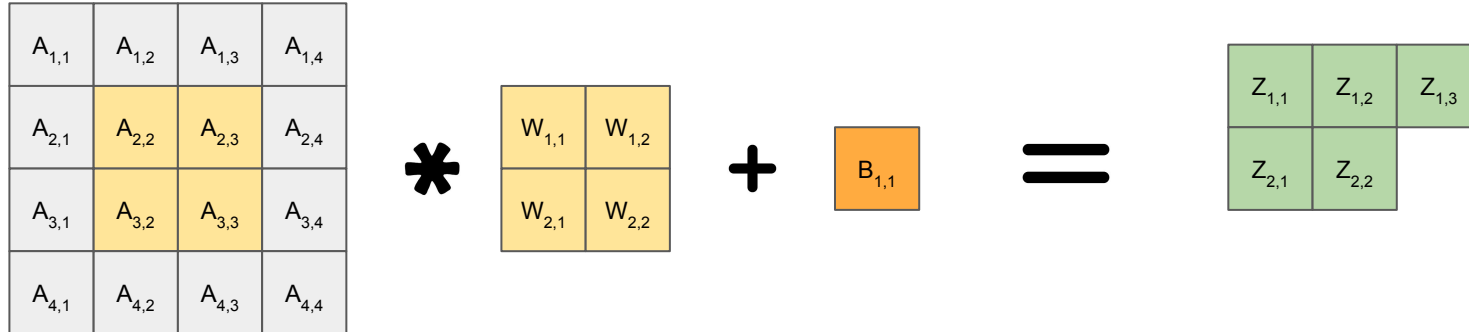 A1,1 A1,2 A1,3 A1,4
A2,1 A2,2 A2,3 A2,4
A3,1 A3,2 A3,3 A3,4
A4,1 A4,2 A4,3 A4,4
*
W1,1 W1,2
W2,1 W2,2
+
B1,1
=
Z1,1 Z1,2 Z1,3
Z2,1 Z2,2